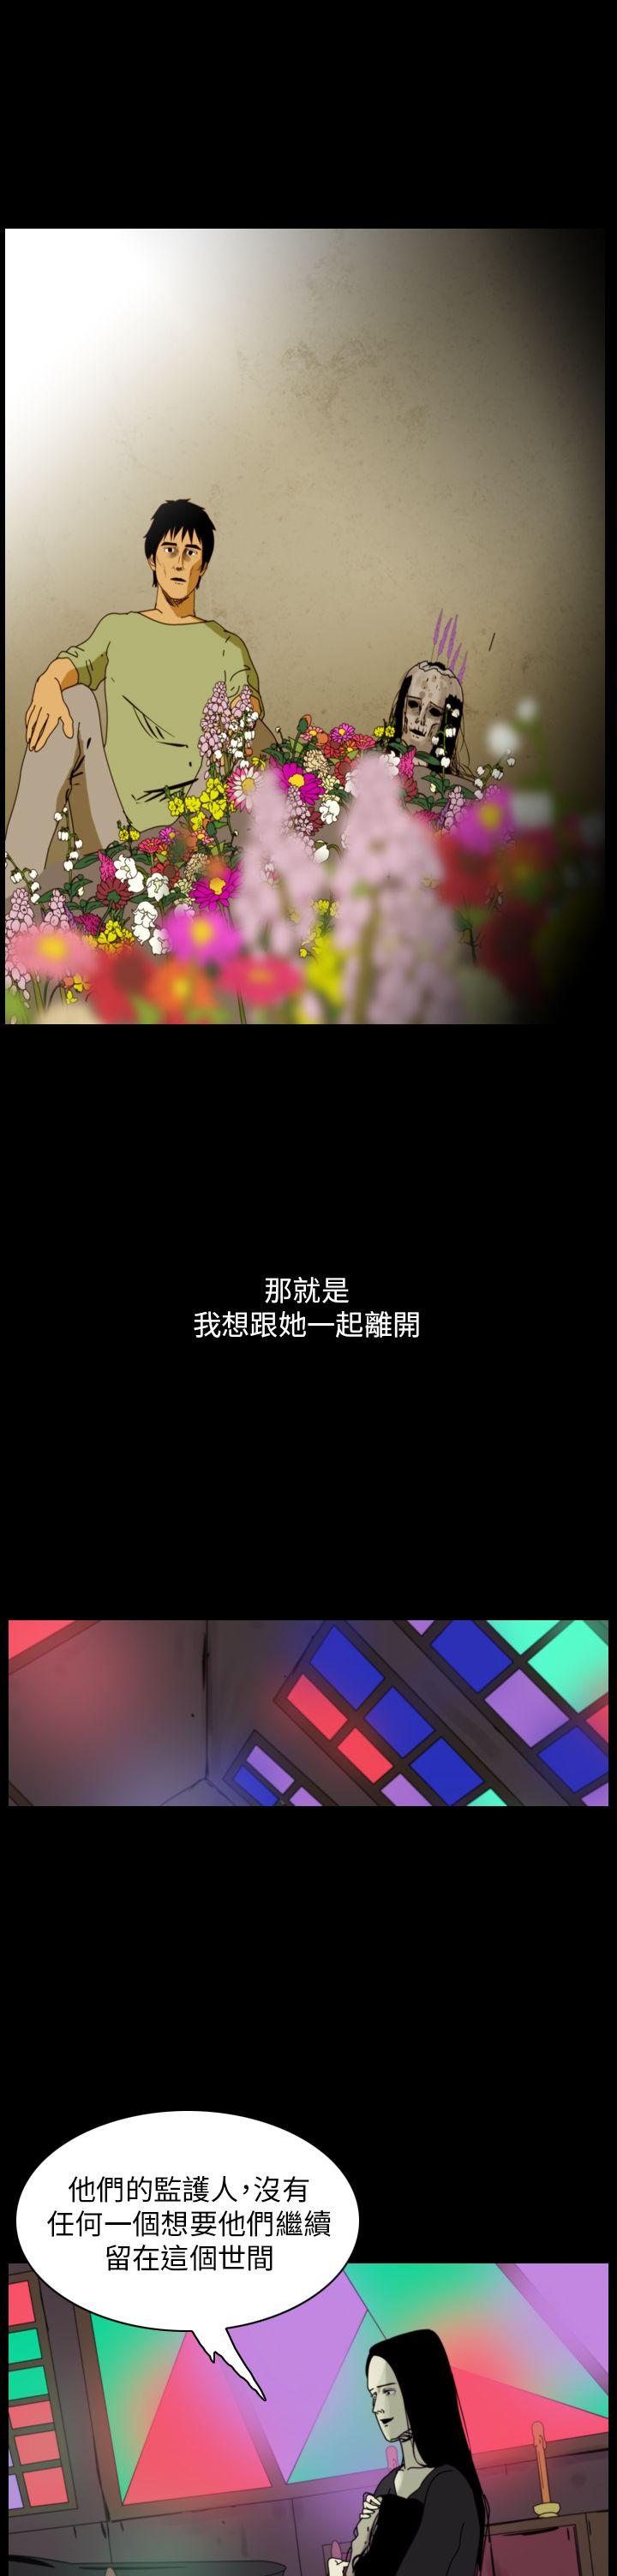 那就是
我想跟她一起離開
他們的監護人，沒有
任何一個想要他們繼續
留在這個世間